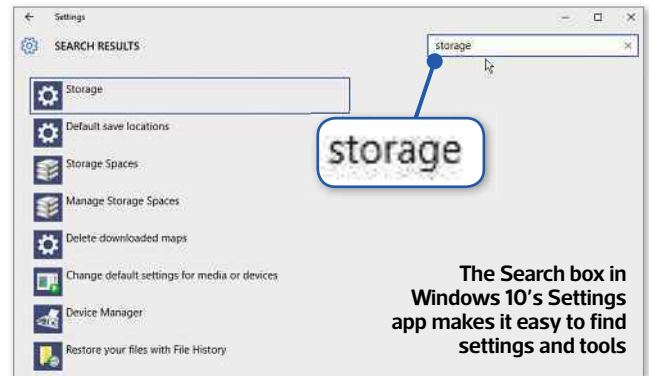 Settings
SEARCH RESULTS
storage
Storage
Default save locations
Storage Spaces
Manage Storage Spaces
Delete downloaded maps
Change default settings for media or devices
Device Manager
Restore your files with File History
storage
The Search box in
Windows 10's Settings
app makes it easy to find
settings and tools